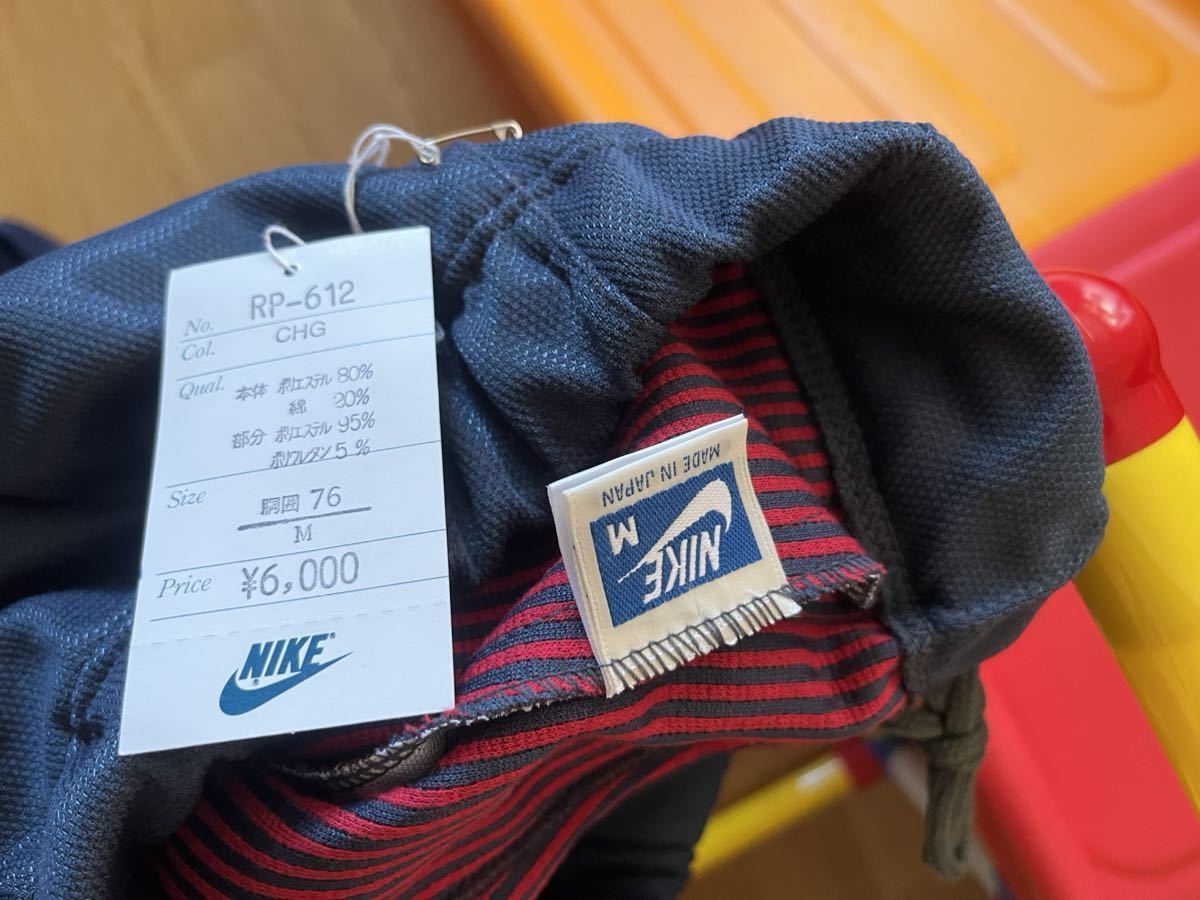 No. RP-612
Col. CHG
Qual. 本体 ポリエステル 80%
綿 20%
部分 ポリエステル 95%
ポリウレタン 5%
Size 胴囲 76
M
Price ¥6,000
NIKE®
®
NIKE
M
MADE IN JAPAN